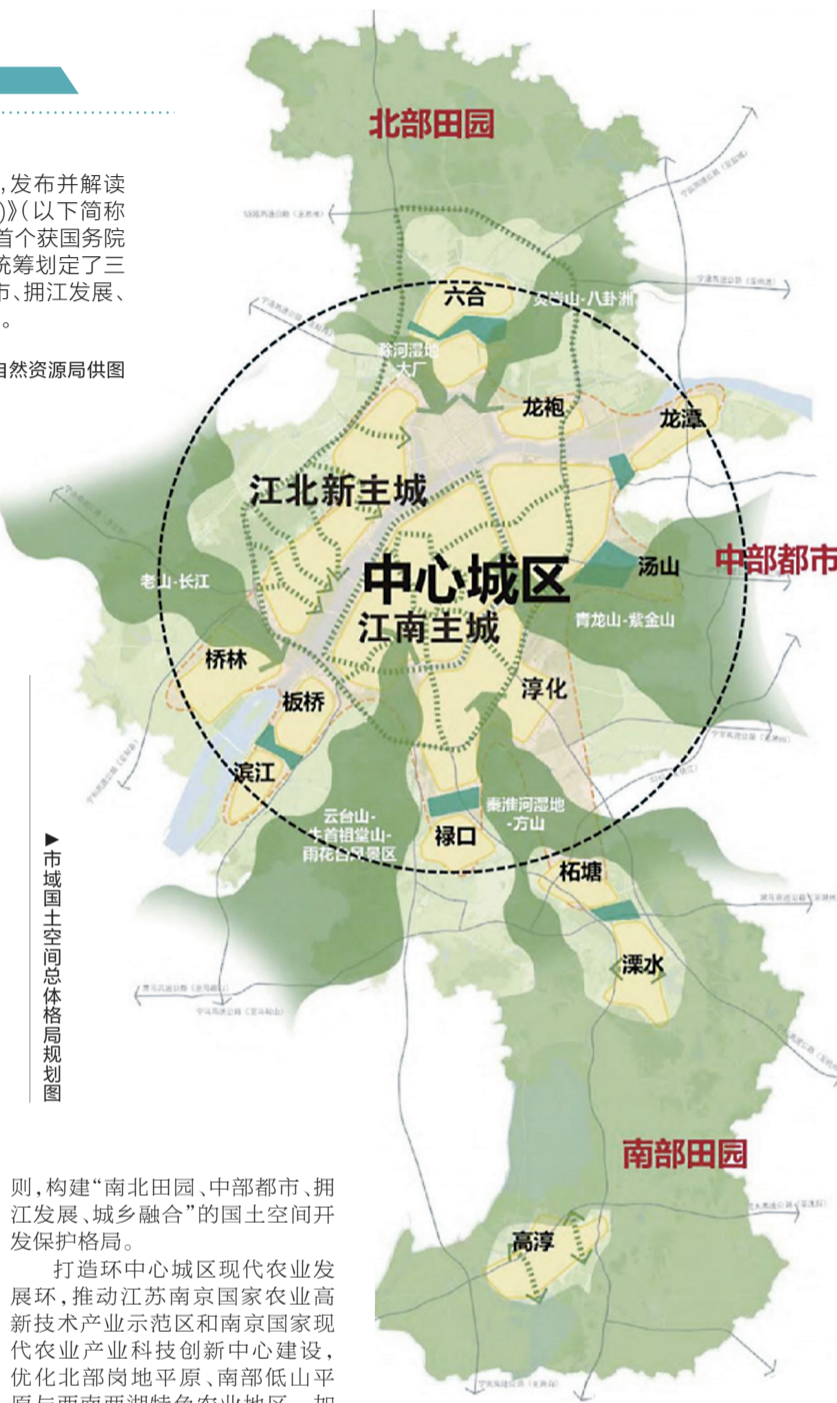 ,发布并解读
)》(以下简称
首个获国务院
统筹划定了三
市、拥江发展、
。
自然资源局供图
北部田园
六合
灵岩山-八卦洲
滁河湿地
大厂
龙袍
龙潭
江北新主城
中心城区
江南主城
汤山
中部都市
老山-长江
青龙山-紫金山
桥林
板桥
淳化
滨江
云台山-
牛首祖堂山-
雨花台风景区
秦淮河湿地
-方山
禄口
柘塘
溧水
南部田园
高淳
▶市域国土空间总体格局规划图
则,构建“南北田园、中部都市、拥
江发展、城乡融合”的国土空间开
发保护格局。
打造环中心城区现代农业发
展环,推动江苏南京国家农业高
新技术产业示范区和南京国家现
代农业产业科技创新中心建设,
优化北部岗地平原、南部低山平